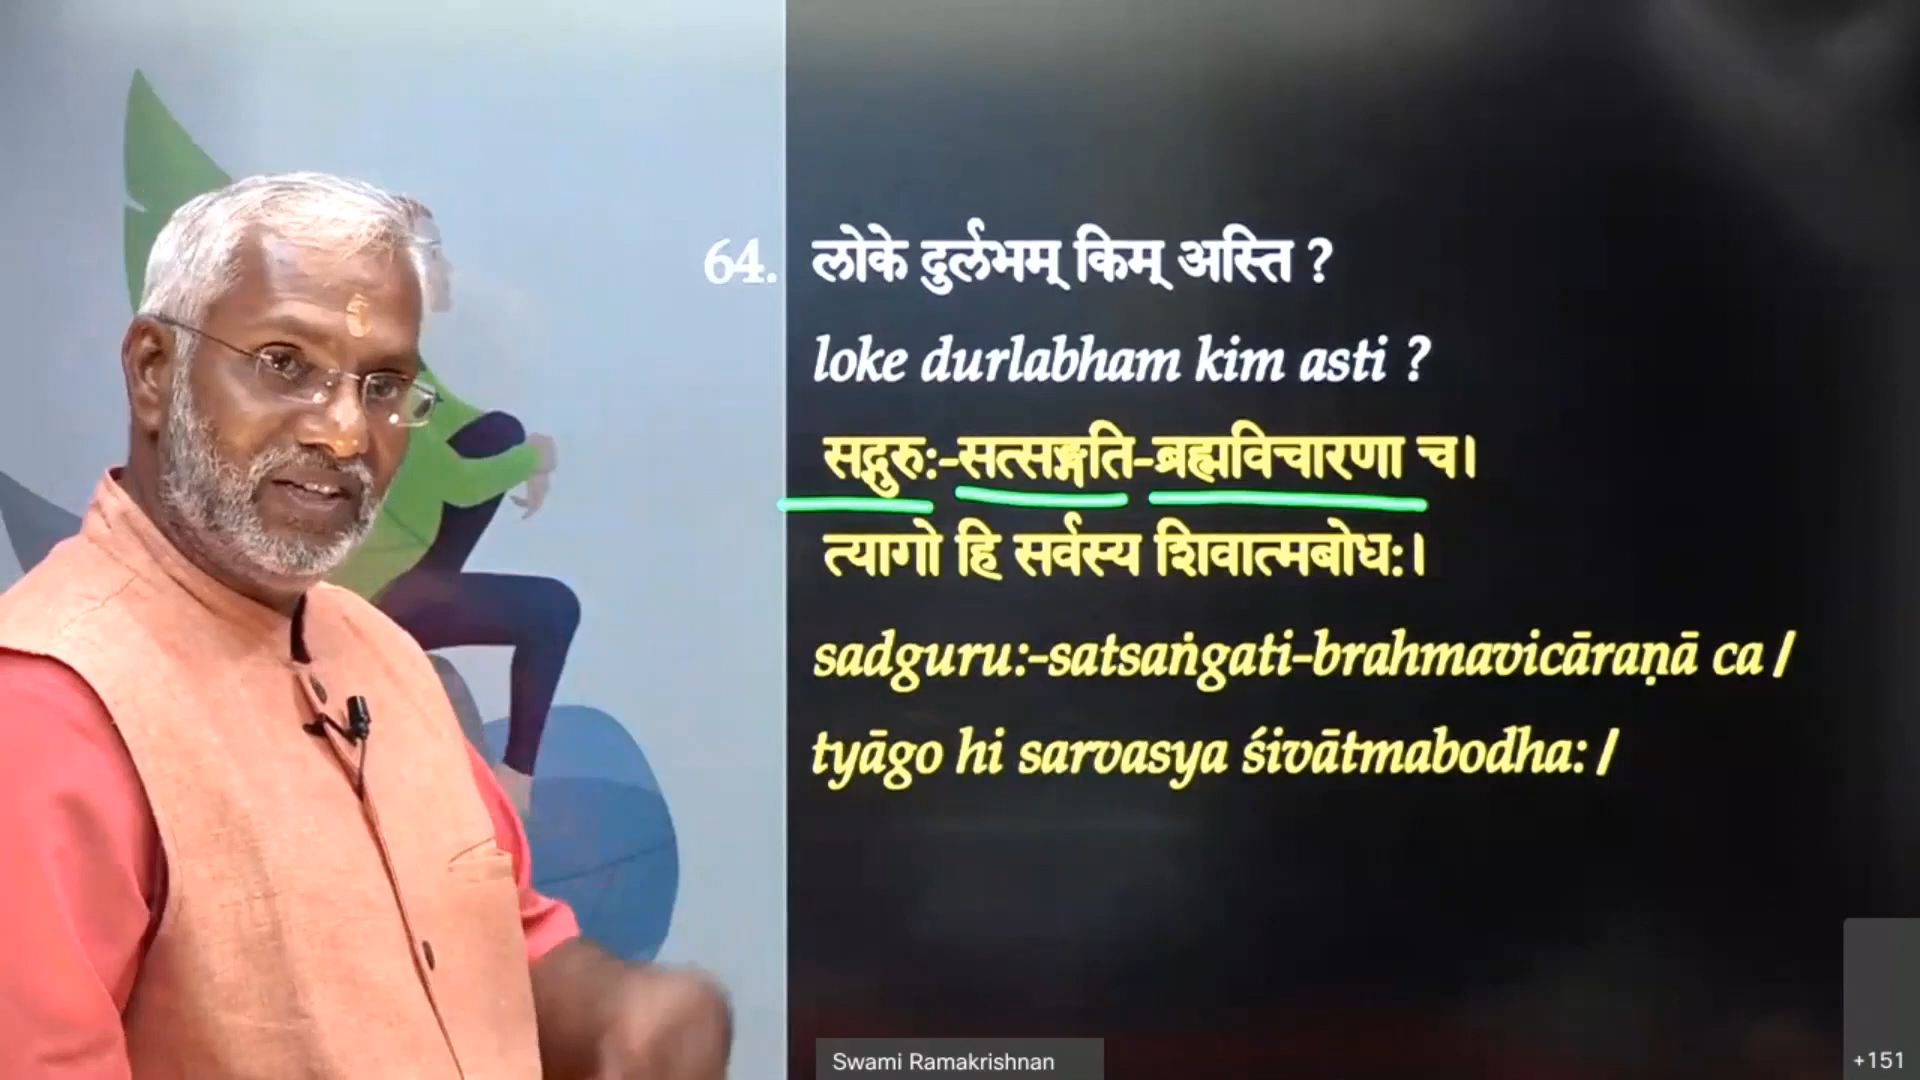 64. लोके दुर्लभम् किम् अस्ति ?
loke durlabham kim asti ?
सद्गुरुः-सत्सङ्गति-ब्रह्मविचारणा च।
त्यागो हि सर्वस्य शिवात्मबोधः।
sadguru:-satsaṅgati-brahmavicāraṇā ca /
tyāgo hi sarvasya śivātmabodha: /
Swami Ramakrishnan
+151